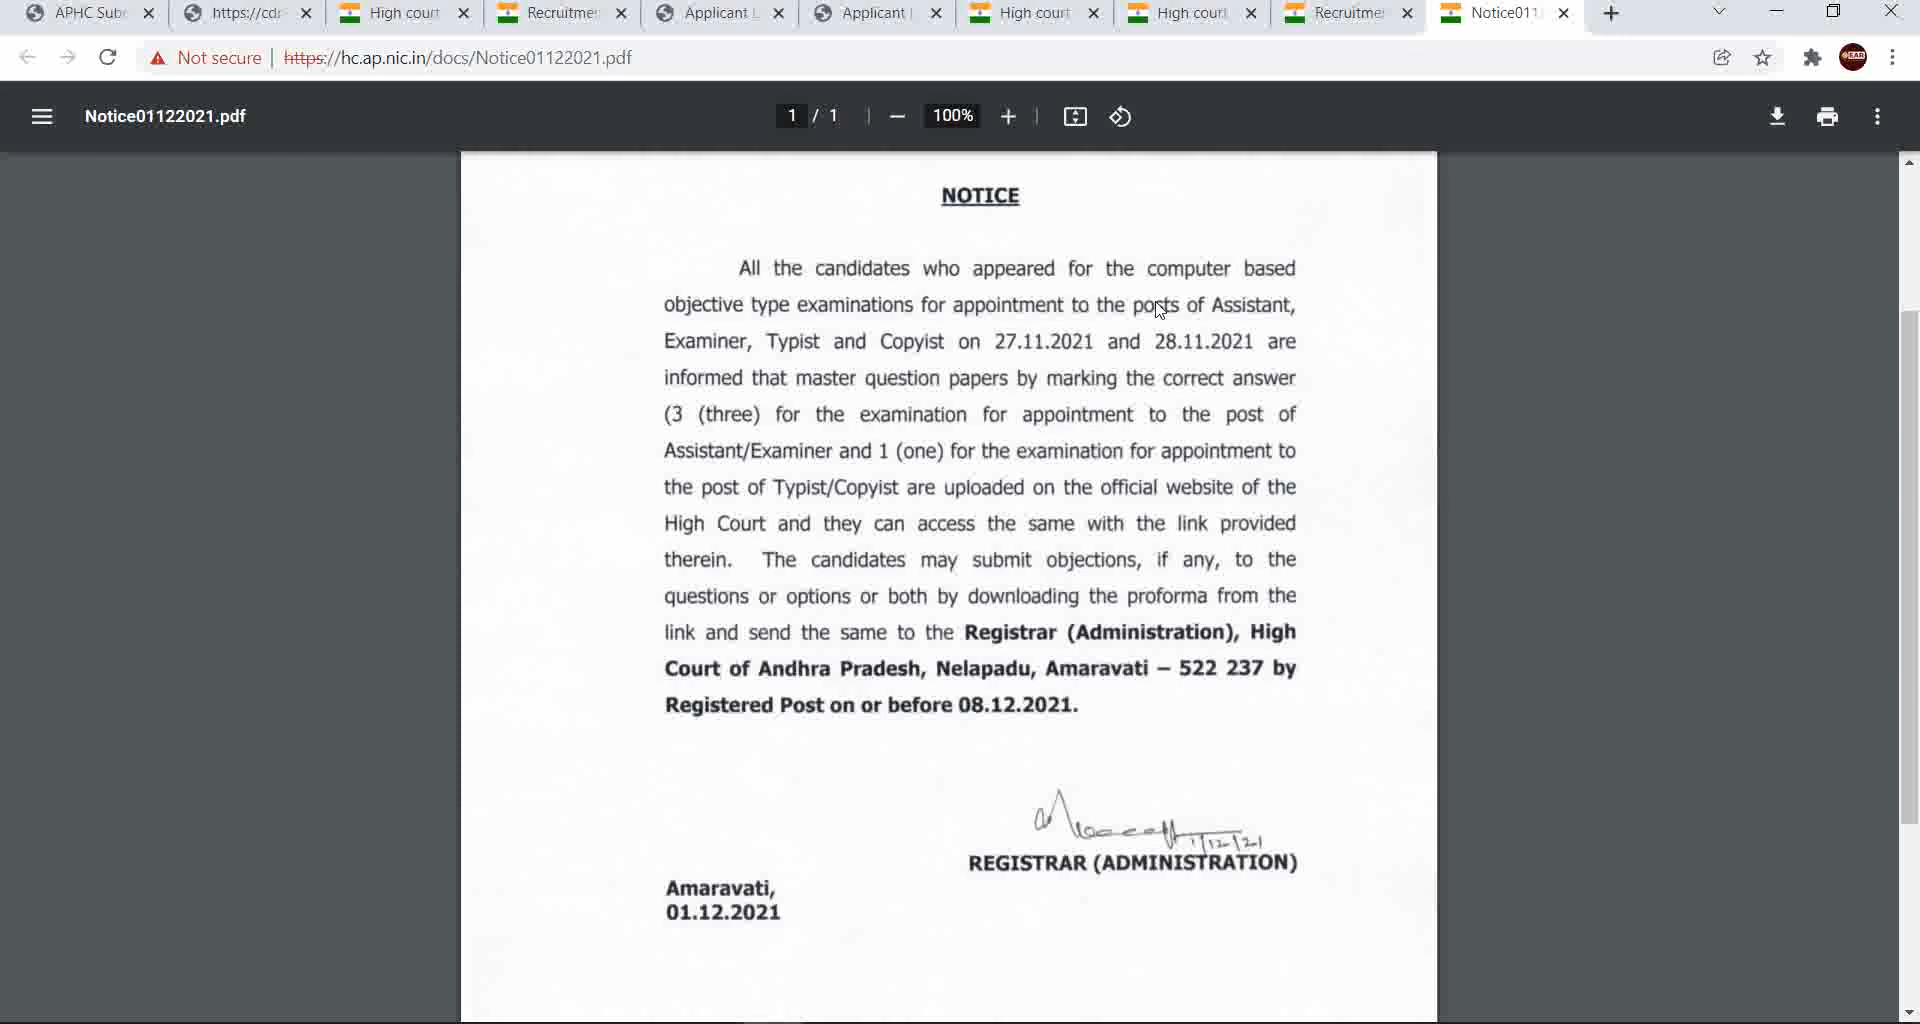 APHC Sub
https://cdn
High court
Recruitme
Applicant L
Applicant
High court
High court
Recruitme
Notice011
Not secure | https://hc.ap.nic.in/docs/Notice01122021.pdf
Notice01122021.pdf
1 / 1
100%
NOTICE
All the candidates who appeared for the computer based
objective type examinations for appointment to the posts of Assistant,
Examiner, Typist and Copyist on 27.11.2021 and 28.11.2021 are
informed that master question papers by marking the correct answer
(3 (three) for the examination for appointment to the post of
Assistant/Examiner and 1 (one) for the examination for appointment to
the post of Typist/Copyist are uploaded on the official website of the
High Court and they can access the same with the link provided
therein. The candidates may submit objections, if any, to the
questions or options or both by downloading the proforma from the
link and send the same to the Registrar (Administration), High
Court of Andhra Pradesh, Nelapadu, Amaravati – 522 237 by
Registered Post on or before 08.12.2021.
1/12/21
REGISTRAR (ADMINISTRATION)
Amaravati,
01.12.2021